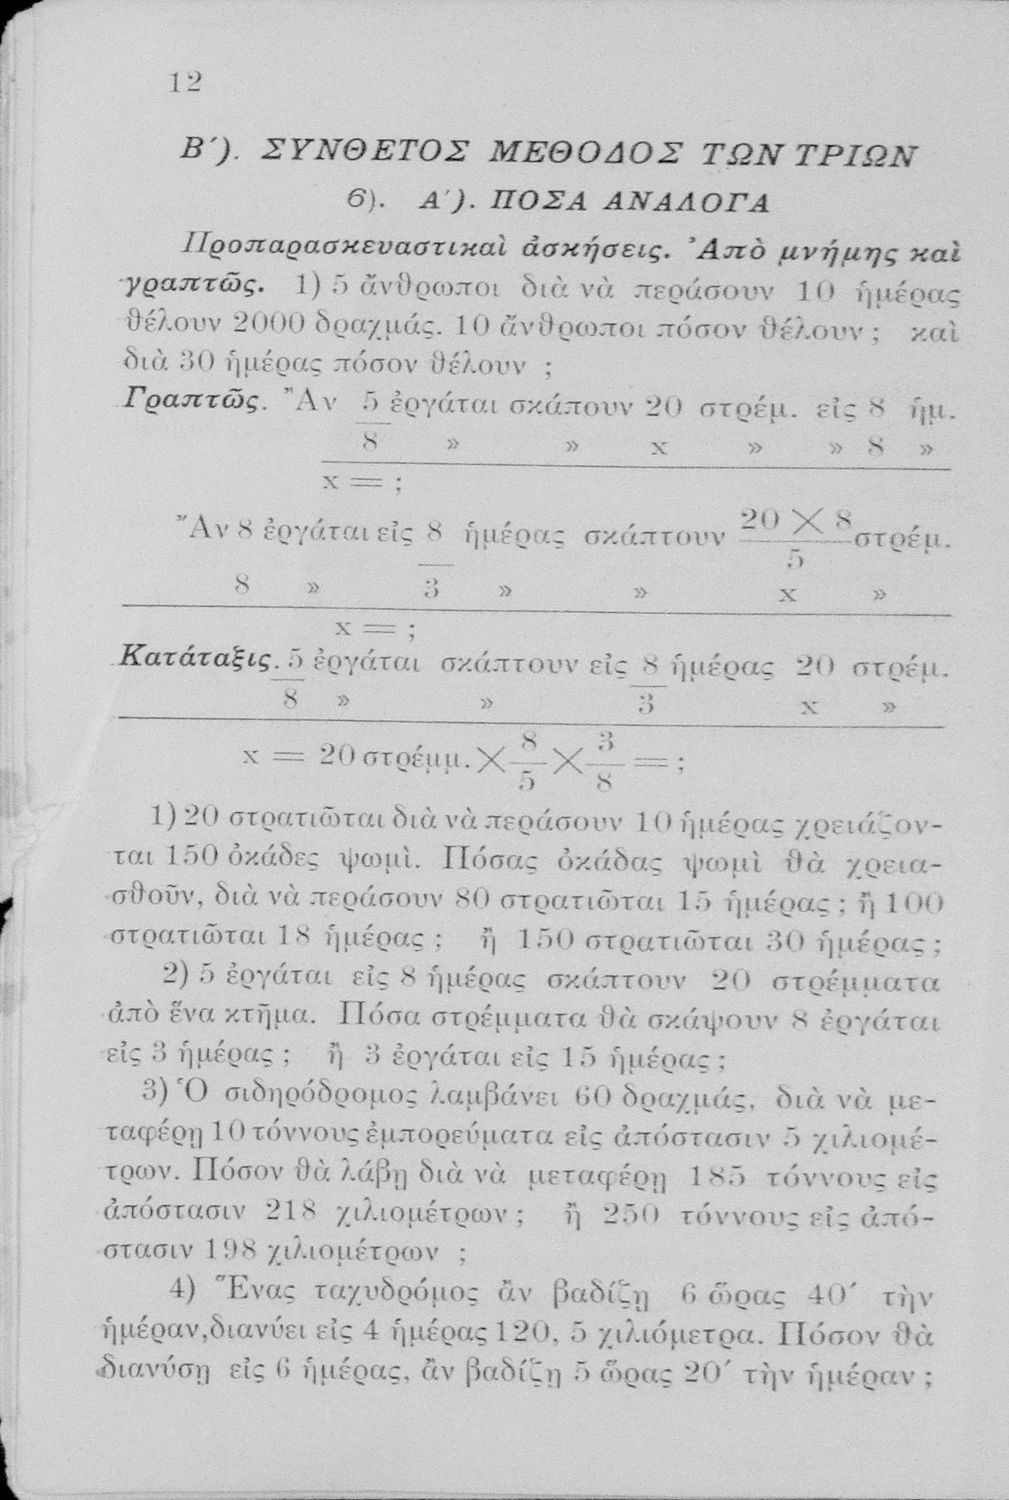 12
Β΄). ΣΥΝΘΕΤΟΣ ΜΕΘΟΔΟΣ ΤΩΝ ΤΡΙΩΝ
6). Α΄). ΠΟΣΑ ΑΝΑΛΟΓΑ
Προπαρασκευαστικαὶ ἀσκήσεις. Ἀπὸ μνήμης καὶ
γραπτῶς. 1) 5 ἄνθρωποι διὰ νὰ περάσουν 10 ἡμέρας
θέλουν 2000 δραχμάς. 10 ἄνθρωποι πόσον θέλουν ; καὶ
διὰ 30 ἡμέρας πόσον θέλουν ;
Γραπτῶς. Ἂν 5 ἐργάται σκάπουν 20 στρέμ. εἰς 8 ἡμ.
8 » » x » » 8 »
x = ;
Ἂν 8 ἐργάται εἰς 8 ἡμέρας σκάπτουν 20 × 8 / 5 στρέμ.
8 » 3 » » x »
x = ;
Κατάταξις. 5 ἐργάται σκάπτουν εἰς 8 ἡμέρας 20 στρέμ.
8 » » 3 x »
x = 20 στρέμμ. × 8/5 × 3/8 = ;
1) 20 στρατιῶται διὰ νὰ περάσουν 10 ἡμέρας χρειάζον-
ται 150 ὀκάδες ψωμὶ. Πόσας ὀκάδας ψωμὶ θὰ χρεια-
σθοῦν, διὰ νὰ περάσουν 80 στρατιῶται 15 ἡμέρας ; ἢ 100
στρατιῶται 18 ἡμέρας ; ἢ 150 στρατιῶται 30 ἡμέρας ;
2) 5 ἐργάται εἰς 8 ἡμέρας σκάπτουν 20 στρέμματα
ἀπὸ ἕνα κτῆμα. Πόσα στρέμματα θὰ σκάψουν 8 ἐργάται
εἰς 3 ἡμέρας ; ἢ 3 ἐργάται εἰς 15 ἡμέρας ;
3) Ὁ σιδηρόδρομος λαμβάνει 60 δραχμάς, διὰ νὰ με-
ταφέρῃ 10 τόννους ἐμπορεύματα εἰς ἀπόστασιν 5 χιλιομέ-
τρων. Πόσον θὰ λάβῃ διὰ νὰ μεταφέρῃ 185 τόννους εἰς
ἀπόστασιν 218 χιλιομέτρων ; ἢ 250 τόννους εἰς ἀπό-
στασιν 198 χιλιομέτρων ;
4) Ἕνας ταχυδρόμος ἂν βαδίζῃ 6 ὥρας 40΄ τὴν
ἡμέραν,διανύει εἰς 4 ἡμέρας 120, 5 χιλιόμετρα. Πόσον θὰ
διανύσῃ εἰς 6 ἡμέρας, ἂν βαδίζῃ 5 ὥρας 20΄ τὴν ἡμέραν ;